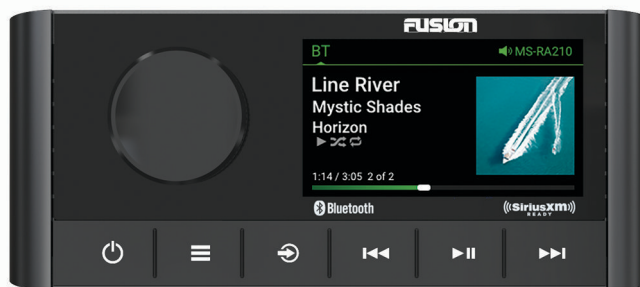 FUSION
BT
MS-RA210
Line River
Mystic Shades
Horizon
1:14 / 3:05 2 of 2
Bluetooth
((SiriusXM))
READY